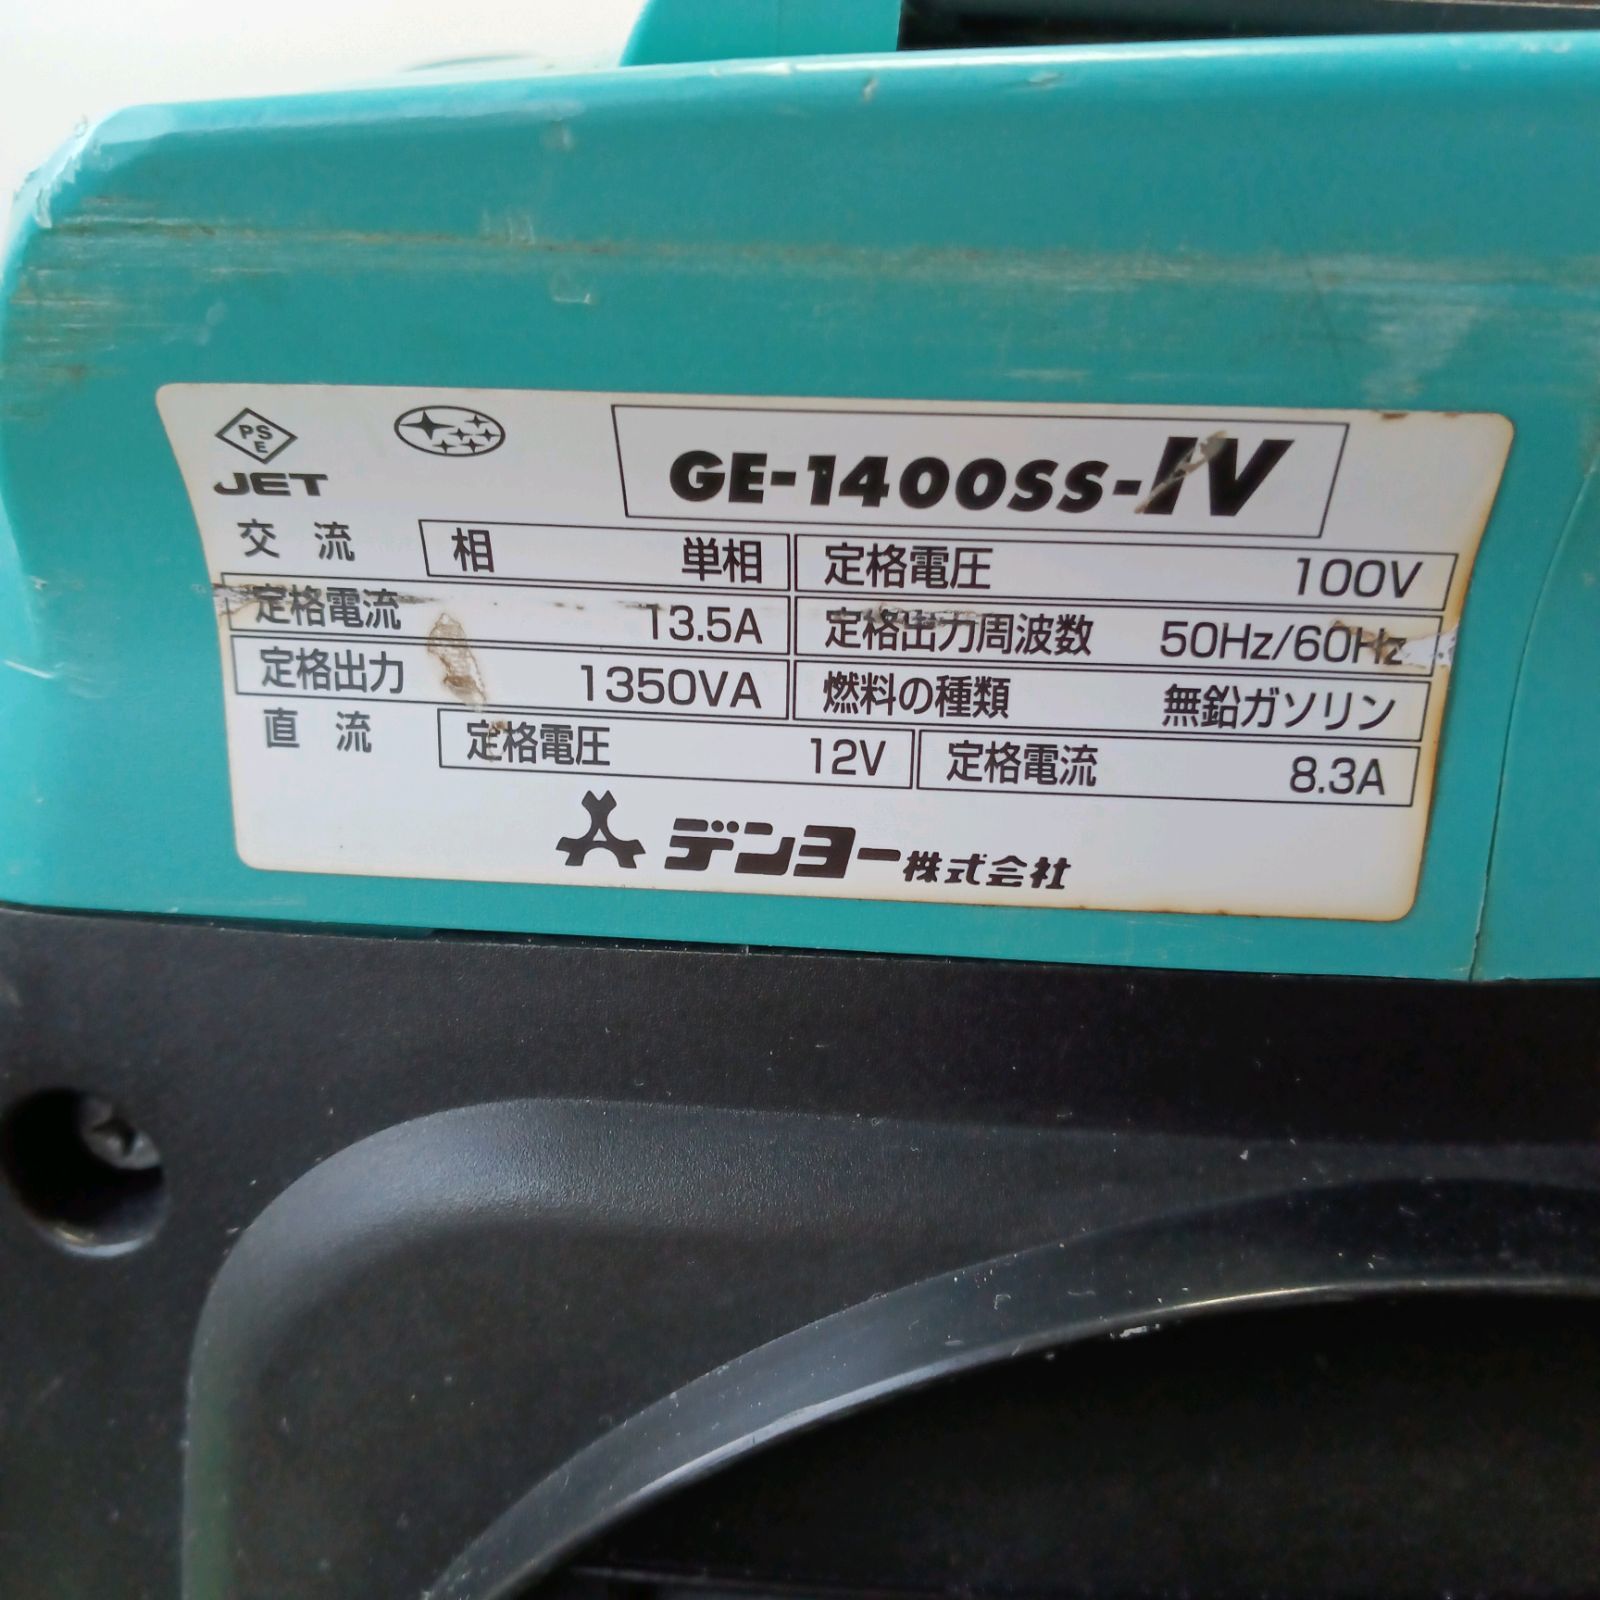 PSE
JET
GE-1400SS-IV
交 流 相 単相 定格電圧 100V
定格電流 13.5A 定格出力周波数 50Hz/60Hz
定格出力 1350VA 燃料の種類 無鉛ガソリン
直 流 定格電圧 12V 定格電流 8.3A
デンヨー株式会社